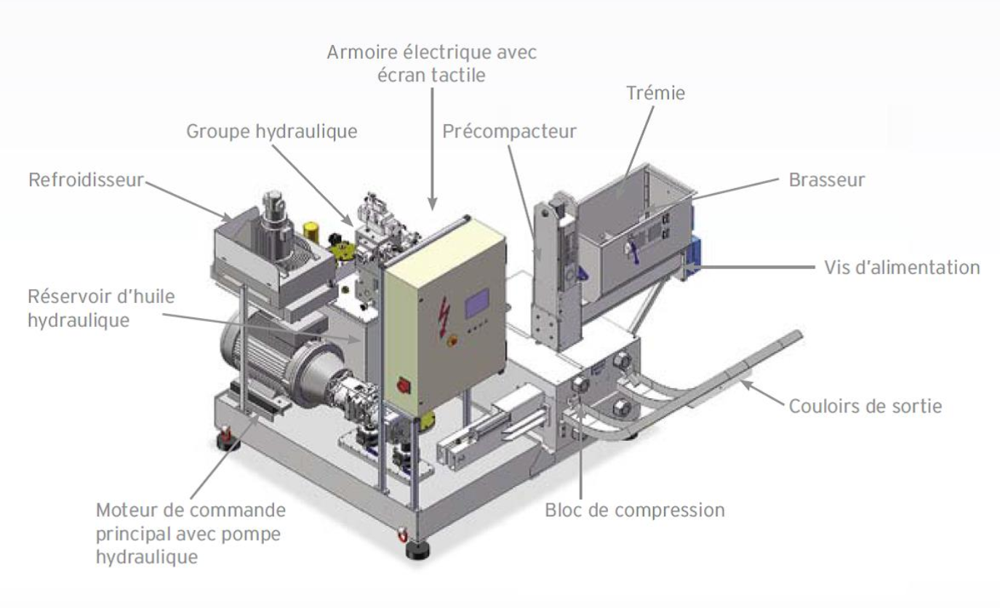 Armoire électrique avec
écran tactile
Trémie
Groupe hydraulique
Précompacteur
Refroidisseur
Brasseur
Vis d'alimentation
Réservoir d'huile
hydraulique
Couloirs de sortie
Moteur de commande
principal avec pompe
hydraulique
Bloc de compression